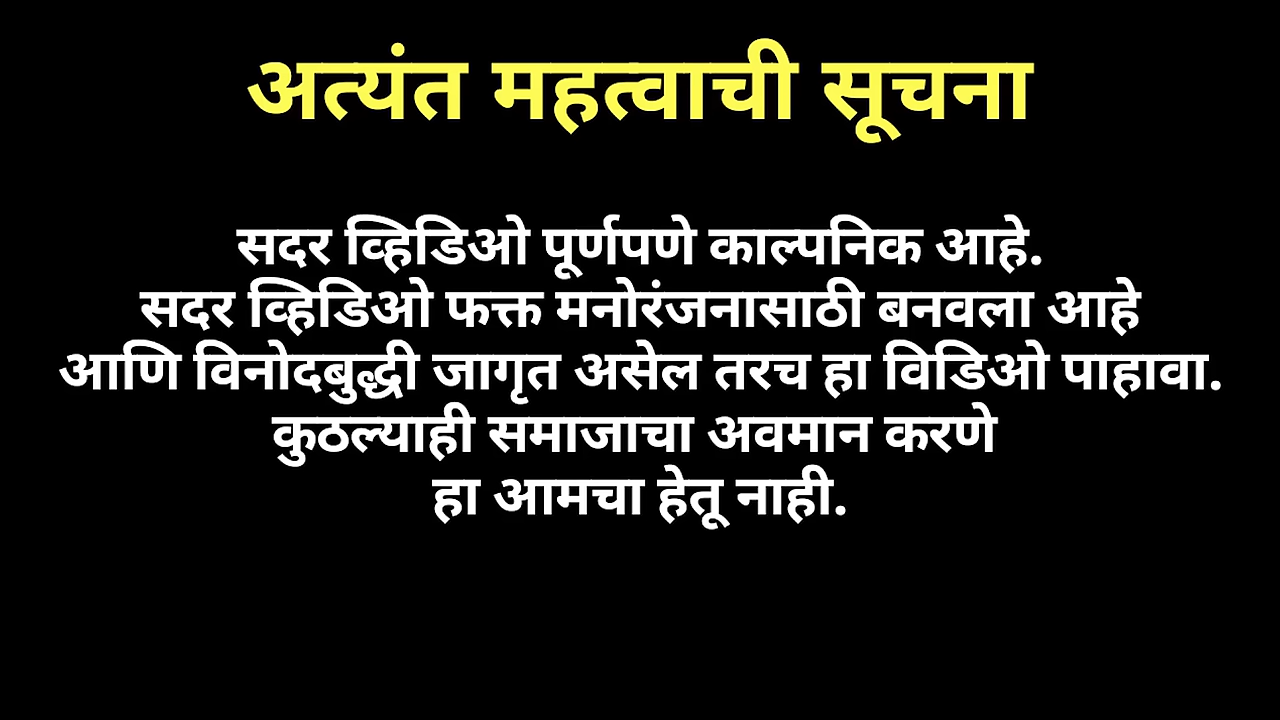 अत्यंत महत्वाची सूचना
सदर व्हिडिओ पूर्णपणे काल्पनिक आहे.
सदर व्हिडिओ फक्त मनोरंजनासाठी बनवला आहे
आणि विनोदबुद्धी जागृत असेल तरच हा विडिओ पाहावा.
कुठल्याही समाजाचा अवमान करणे
हा आमचा हेतू नाही.